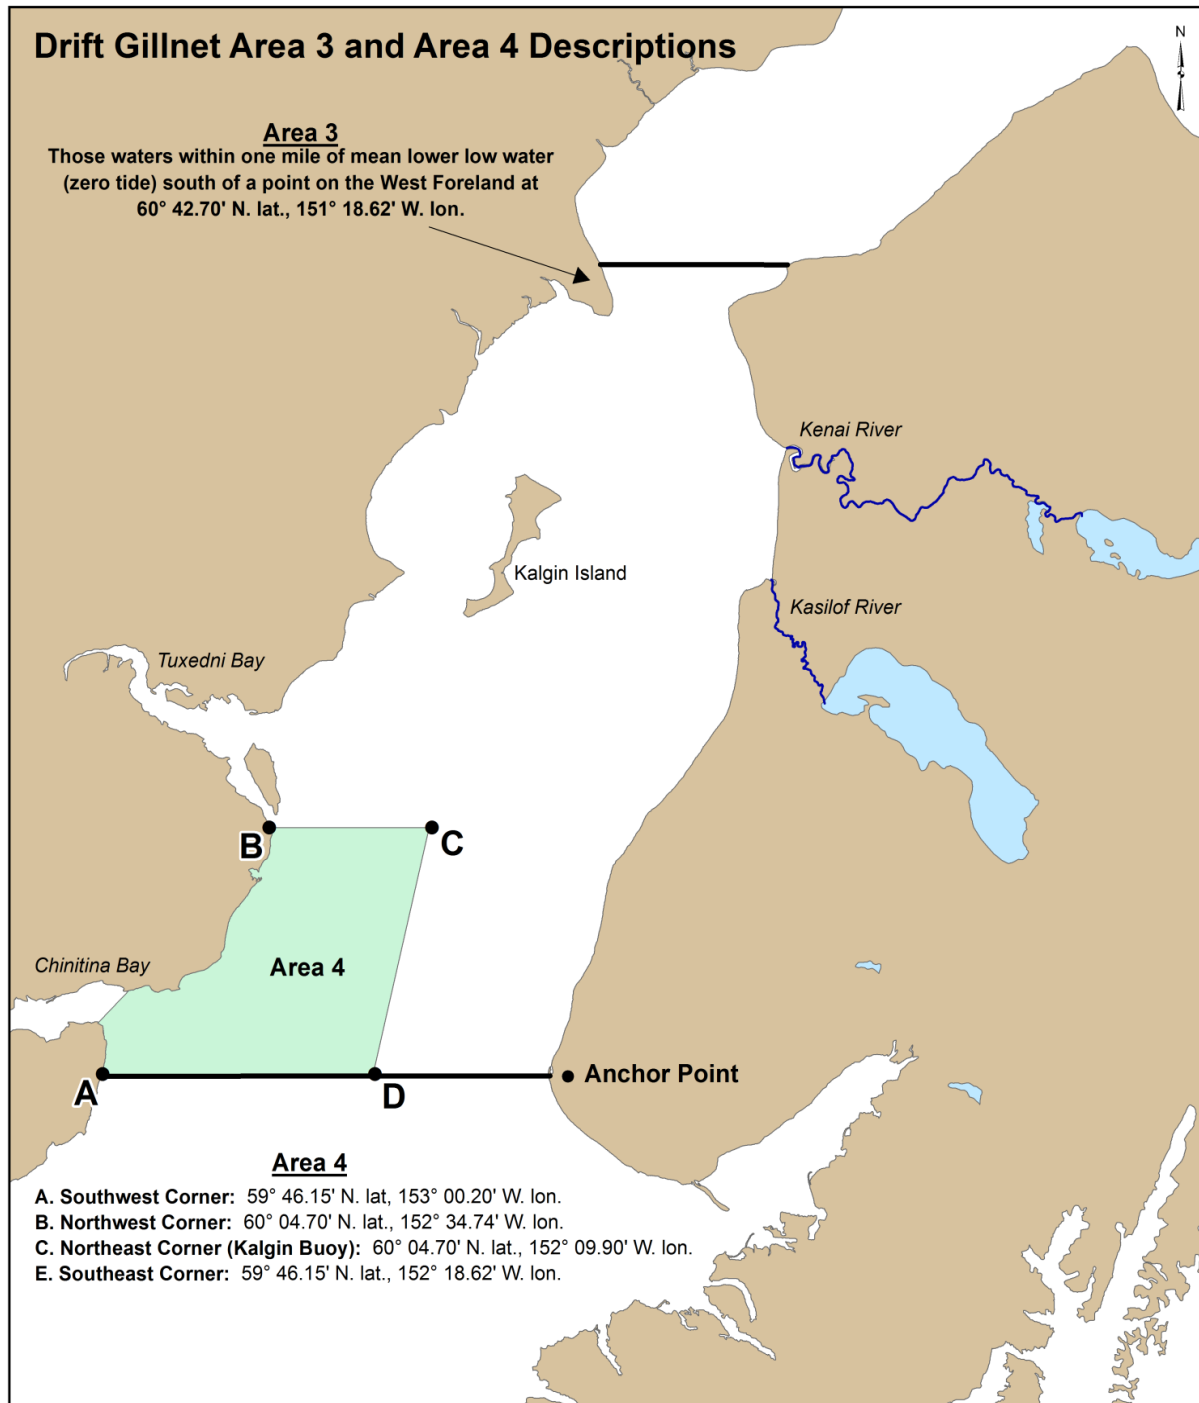 Drift Gillnet Area 3 and Area 4 Descriptions
N
Area 3
Those waters within one mile of mean lower low water
(zero tide) south of a point on the West Foreland at
60° 42.70' N. lat., 151° 18.62' W. lon.
Kenai River
Kalgin Island
Kasilof River
Tuxedni Bay
B
C
Chinitina Bay
Area 4
A
D
Anchor Point
Area 4
A. Southwest Corner: 59° 46.15' N. lat, 153° 00.20' W. lon.
B. Northwest Corner: 60° 04.70' N. lat., 152° 34.74' W. lon.
C. Northeast Corner (Kalgin Buoy): 60° 04.70' N. lat., 152° 09.90' W. lon.
E. Southeast Corner: 59° 46.15' N. lat., 152° 18.62' W. lon.